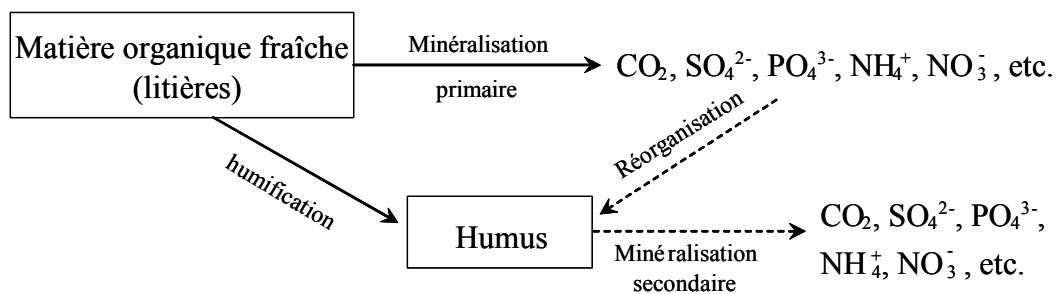 Matière organique fraîche
(litières)
Minéralisation
primaire
CO₂, SO₄²⁻, PO₄³⁻, NH₄⁺, NO₃⁻, etc.
Réorganisation
humification
Humus
Minéralisation
secondaire
CO₂, SO₄²⁻, PO₄³⁻,
NH₄⁺, NO₃⁻, etc.